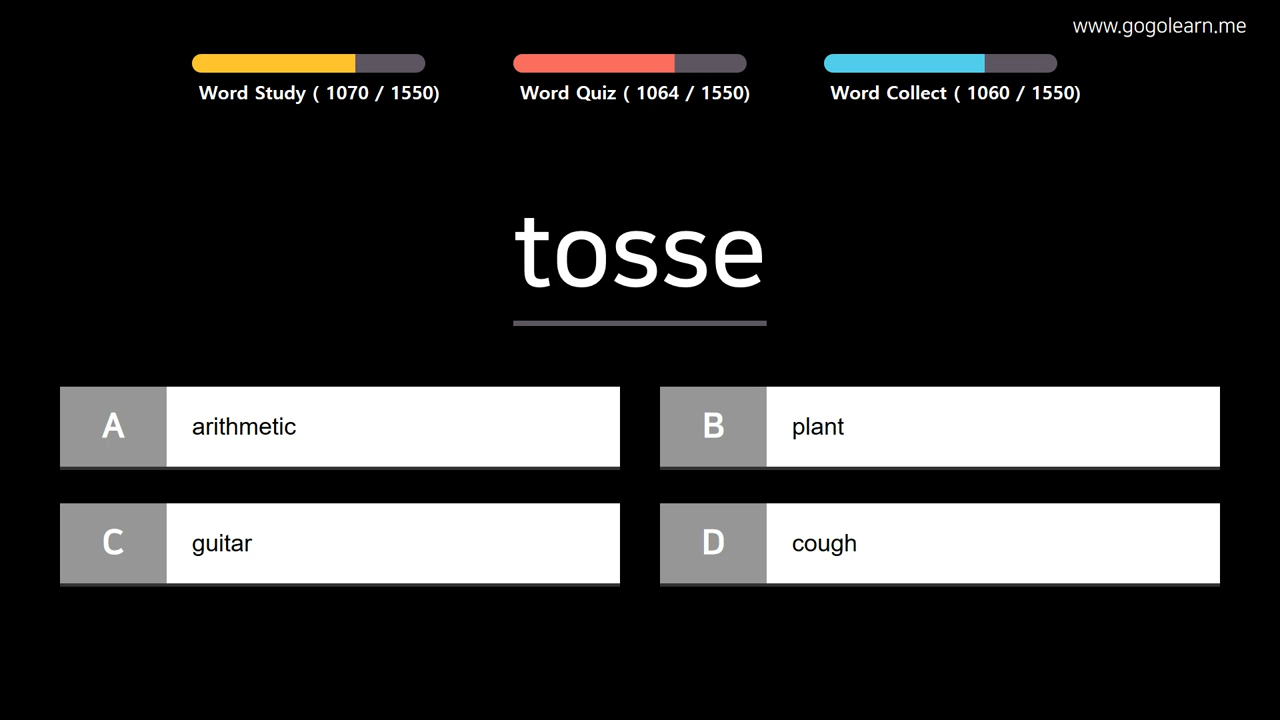 www.gogolearn.me
Word Study ( 1070 / 1550)
Word Quiz ( 1064 / 1550)
Word Collect ( 1060 / 1550)
tosse
A arithmetic
B plant
C guitar
D cough